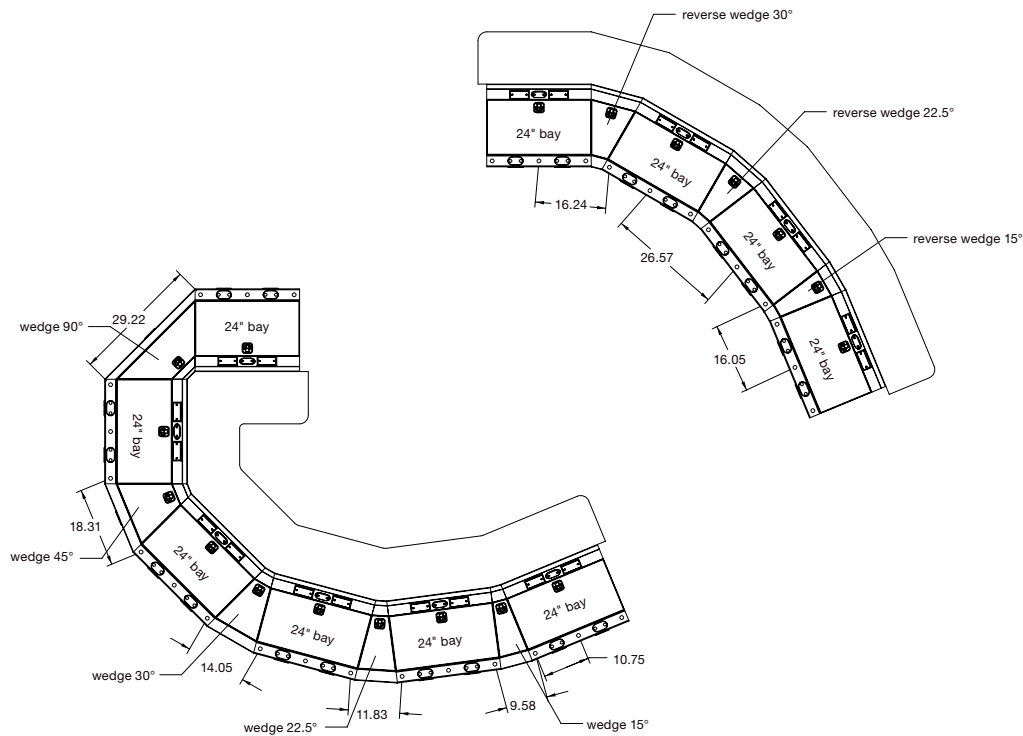 reverse wedge 30°
reverse wedge 22.5°
24" bay
24" bay
16.24
24" bay
reverse wedge 15°
26.57
24" bay
16.05
29.22
wedge 90°
24" bay
24" bay
18.31
wedge 45°
24" bay
24" bay
24" bay
24" bay
14.05
10.75
wedge 30°
11.83
9.58
wedge 22.5°
wedge 15°